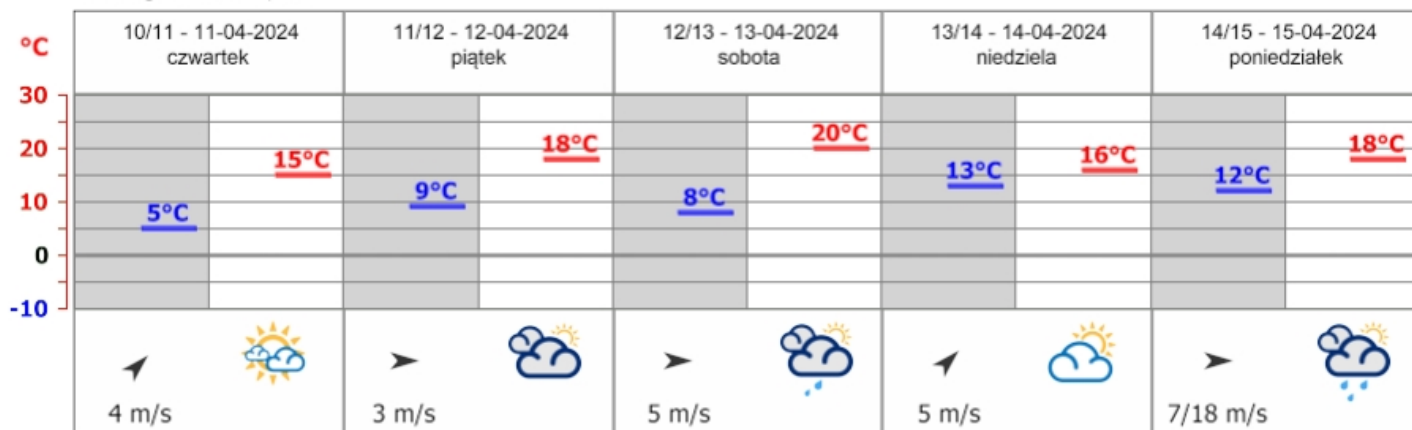 10/11 - 11-04-2024
czwartek
11/12 - 12-04-2024
piątek
12/13 - 13-04-2024
sobota
13/14 - 14-04-2024
niedziela
14/15 - 15-04-2024
poniedziałek
°C
30
20
10
0
-10
5°C
15°C
9°C
18°C
8°C
20°C
13°C
16°C
12°C
18°C
4 m/s
3 m/s
5 m/s
5 m/s
7/18 m/s